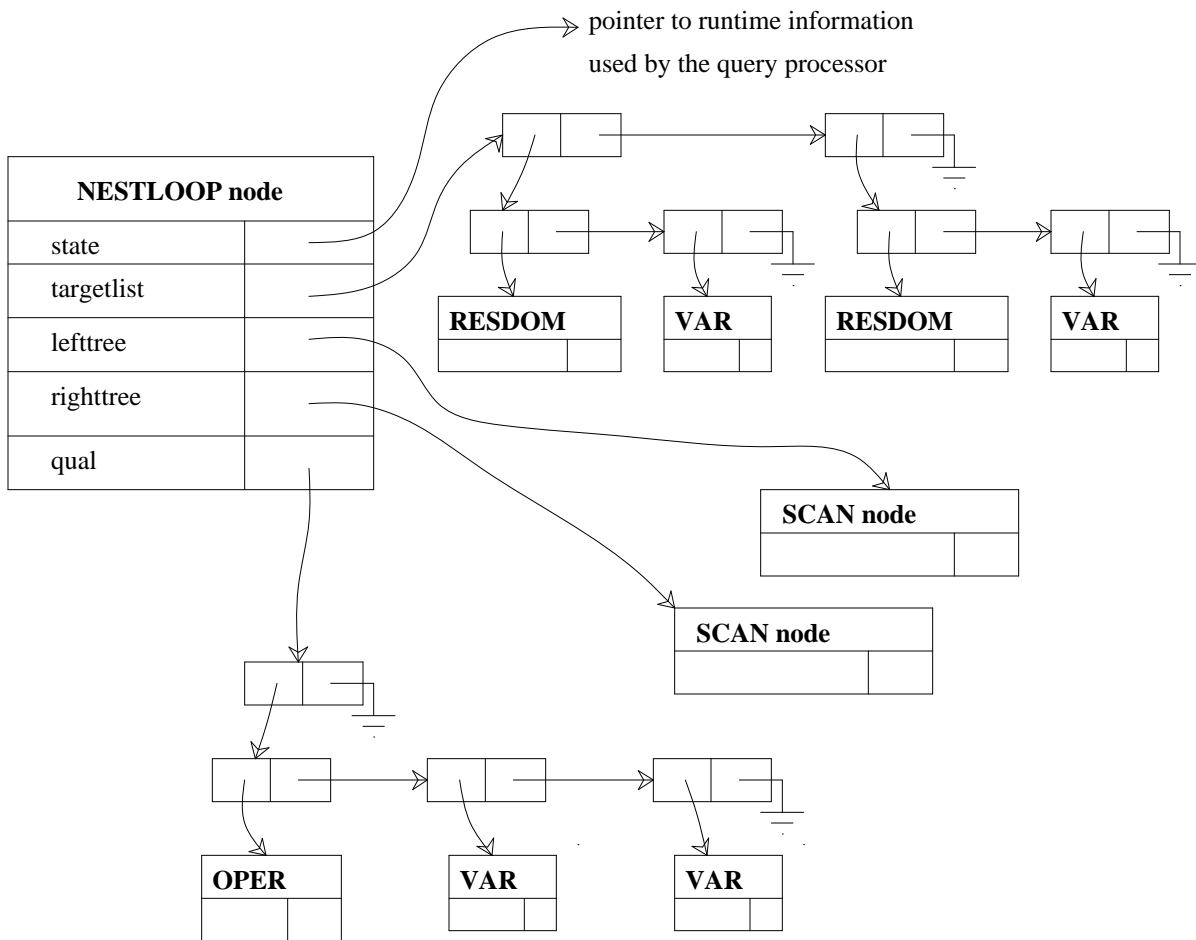 pointer to runtime information
used by the query processor
NESTLOOP node
state
targetlist
lefttree
righttree
qual
RESDOM
VAR
RESDOM
VAR
SCAN node
SCAN node
OPER
VAR
VAR